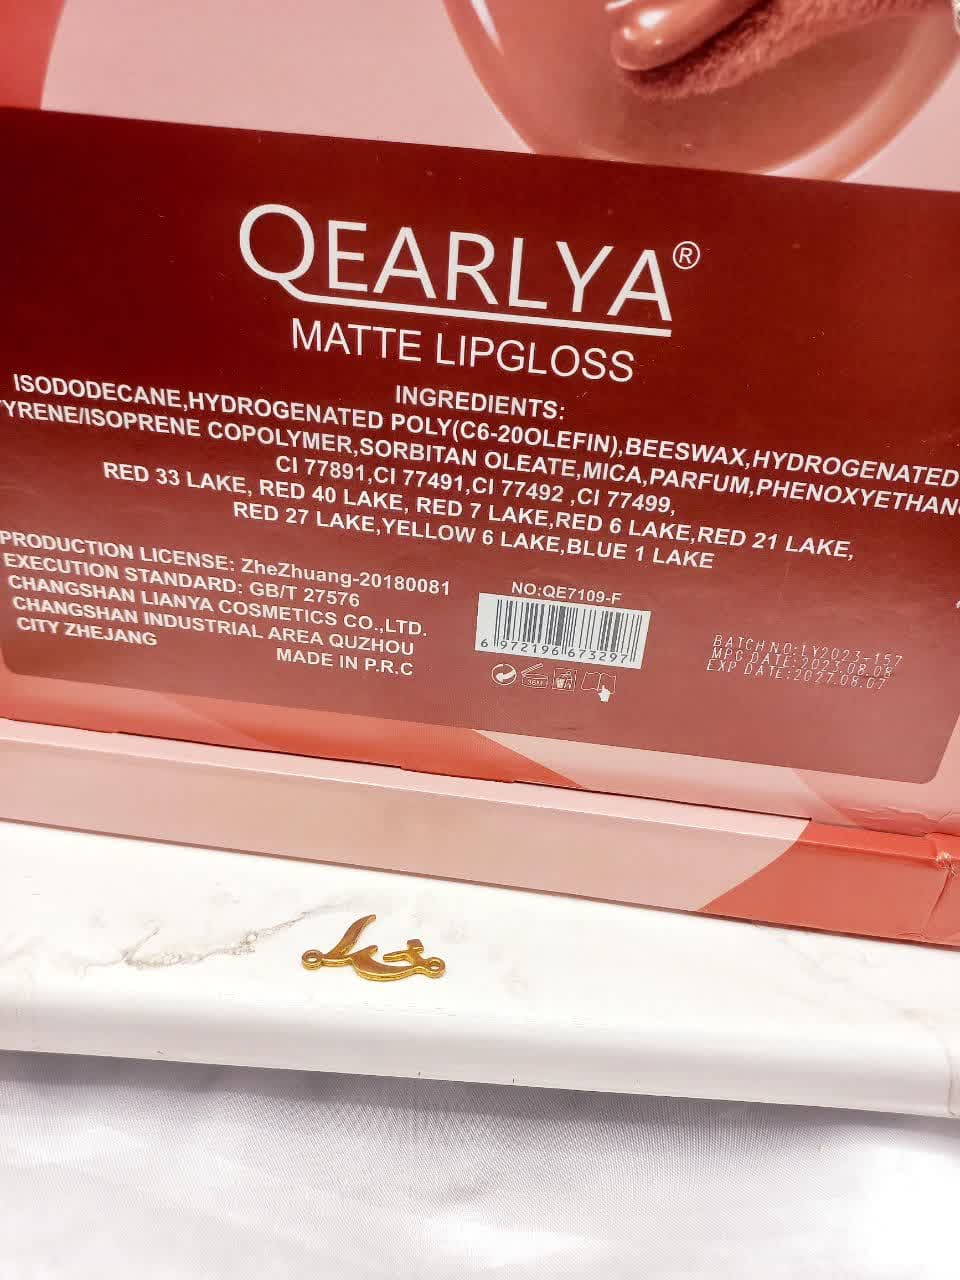 QEARLYA®
MATTE LIPGLOSS
INGREDIENTS:
ISODODECANE,HYDROGENATED POLY(C6-20OLEFIN),BEESWAX,HYDROGENATED
COPOLYMER,SORBITAN OLEATE,MICA,PARFUM,
CI 77891,CI 77491,CI 77492 ,CI 77499,
RED 33 LAKE, RED 40 LAKE, RED 7 LAKE,RED 6 LAKE,RED 21 LAKE,
RED 27 LAKE,YELLOW 6 LAKE,BLUE 1 LAKE
PRODUCTION LICENSE: ZheZhuang-20180081
EXECUTION STANDARD: GB/T 27576
CHANGSHAN LIANYA COSMETICS CO.,LTD.
CHANGSHAN INDUSTRIAL AREA QUZHOU
CITY ZHEJANG
MADE IN P.R.C
NO:QE7109-F
6 972196 673297
36M
BATCH NO:LY2023-157
MPG DATE:2023.08.08
EXP DATE:2027.08.07